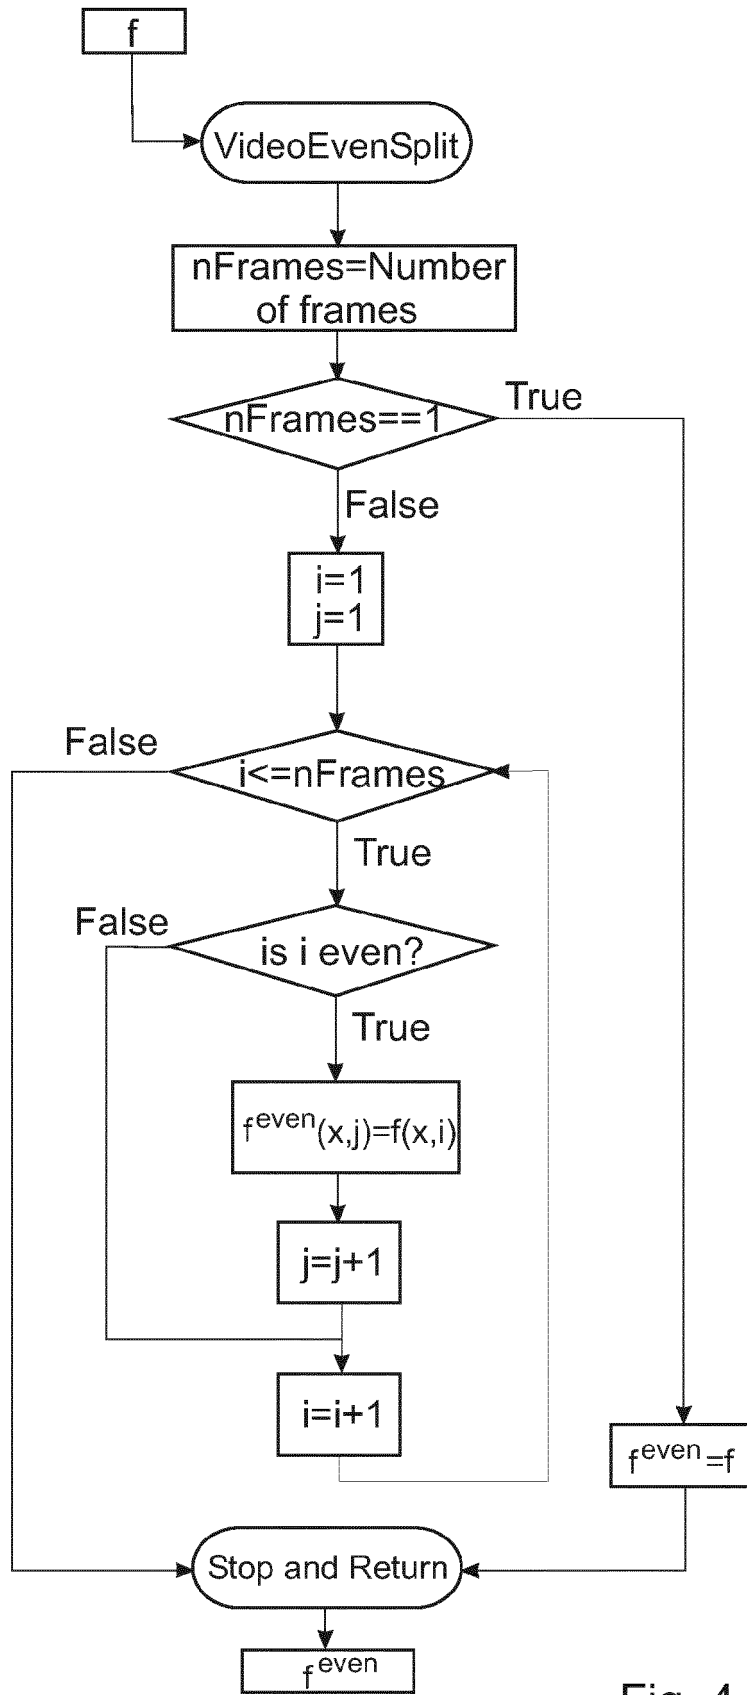 f
VideoEvenSplit
nFrames=Number
of frames
nFrames==1
True
False
i=1
j=1
False
i<=nFrames
True
False
is i even?
True
f^even(x,j)=f(x,i)
j=j+1
i=i+1
f^even=f
Stop and Return
f^even
Fig. 4